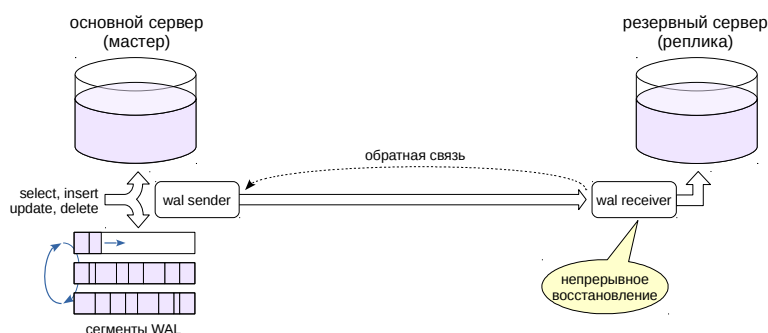 основной сервер
(мастер)
резервный сервер
(реплика)
обратная связь
select, insert
update, delete
wal sender
wal receiver
непрерывное
восстановление
сегменты WAL